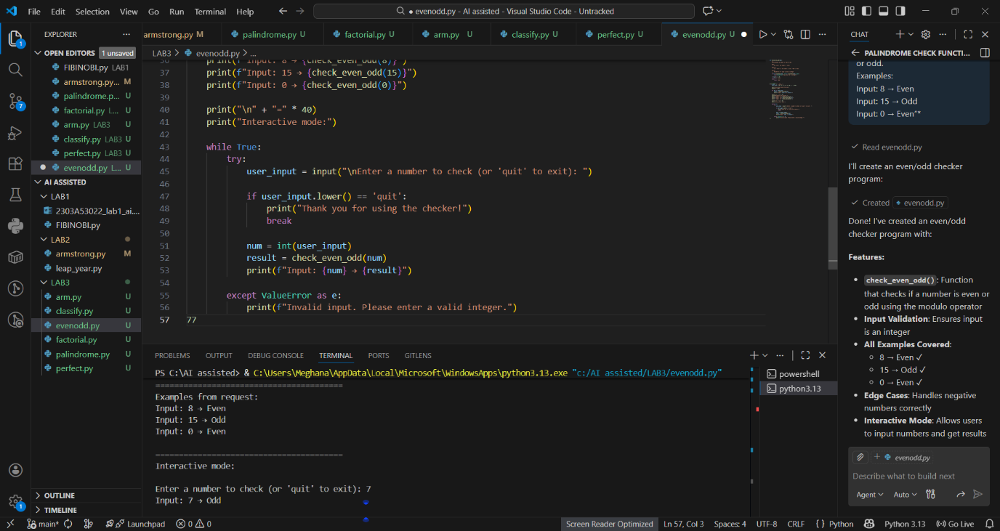 File Edit Selection View Go Run Terminal Help
● evenodd.py - AI assisted - Visual Studio Code - Untracked
EXPLORER
OPEN EDITORS 1 unsaved
FIBINOBI.py LAB1
armstrong.py... M
palindrome.p... U
factorial.py L... U
arm.py LAB3 U
classify.py LAB3 U
perfect.py LAB3 U
● evenodd.py L... U
AI ASSISTED
LAB1
2303A53022_lab1_ai....
FIBINOBI.py
LAB2
armstrong.py M
leap_year.py
LAB3
arm.py U
classify.py U
evenodd.py U
factorial.py U
palindrome.py U
perfect.py U
OUTLINE
TIMELINE
armstrong.py M palindrome.py U factorial.py U arm.py U classify.py U perfect.py U evenodd.py U ●
LAB3 > evenodd.py > ...
36 print(f"Input: 8 → {check_even_odd(8)}")
37 print(f"Input: 15 → {check_even_odd(15)}")
38 print(f"Input: 0 → {check_even_odd(0)}")
39
40 print("\n" + "=" * 40)
41 print("Interactive mode:")
42
43 while True:
44 try:
45 user_input = input("\nEnter a number to check (or 'quit' to exit): ")
46
47 if user_input.lower() == 'quit':
48 print("Thank you for using the checker!")
49 break
50
51 num = int(user_input)
52 result = check_even_odd(num)
53 print(f"Input: {num} → {result}")
54
55 except ValueError as e:
56 print(f"Invalid input. Please enter a valid integer.")
57 77
PROBLEMS OUTPUT DEBUG CONSOLE TERMINAL PORTS GITLENS
PS C:\AI assisted> & C:\Users\Meghana\AppData\Local\Microsoft\WindowsApps\python3.13.exe "c:/AI assisted/LAB3/evenodd.py"
========================================
Examples from request:
Input: 8 → Even
Input: 15 → Odd
Input: 0 → Even
========================================
Interactive mode:
Enter a number to check (or 'quit' to exit): 7
Input: 7 → Odd
powershell
python3.13
CHAT
PALINDROME CHECK FUNCTI...
or odd.
Examples:
Input: 8 → Even
Input: 15 → Odd
Input: 0 → Even"*
Read evenodd.py
I'll create an even/odd checker
program:
Created evenodd.py
Done! I've created an even/odd
checker program with:
Features:
• check_even_odd(): Function
that checks if a number is even or
odd using the modulo operator
• Input Validation: Ensures input
is an integer
• All Examples Covered:
◦ 8 → Even ✓
◦ 15 → Odd ✓
◦ 0 → Even ✓
• Edge Cases: Handles negative
numbers correctly
• Interactive Mode: Allows users
to input numbers and get results
+ evenodd.py
Describe what to build next
Agent Auto
1
7
1
main* Launchpad 0 0 Screen Reader Optimized Ln 57, Col 3 Spaces: 4 UTF-8 CRLF { } Python Python 3.13 Go Live